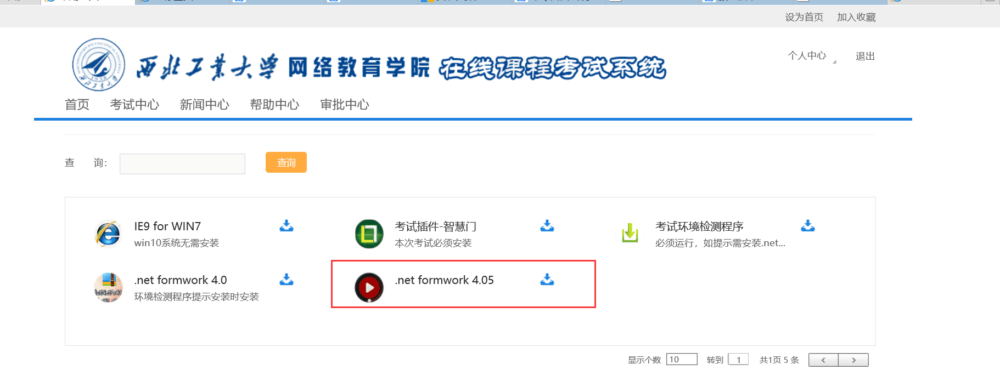 设为首页 加入收藏
西北工业大学 网络教育学院 在线课程考试系统
个人中心 退出
首页 考试中心 新闻中心 帮助中心 审批中心
查 询： 查询
IE9 for WIN7
win10系统无需安装
考试插件-智慧门
本次考试必须安装
考试环境检测程序
必须运行，如提示需安装.net...
.net formwork 4.0
环境检测程序提示安装时安装
.net formwork 4.05
显示个数 10 转到 1 共1页 5 条 < >